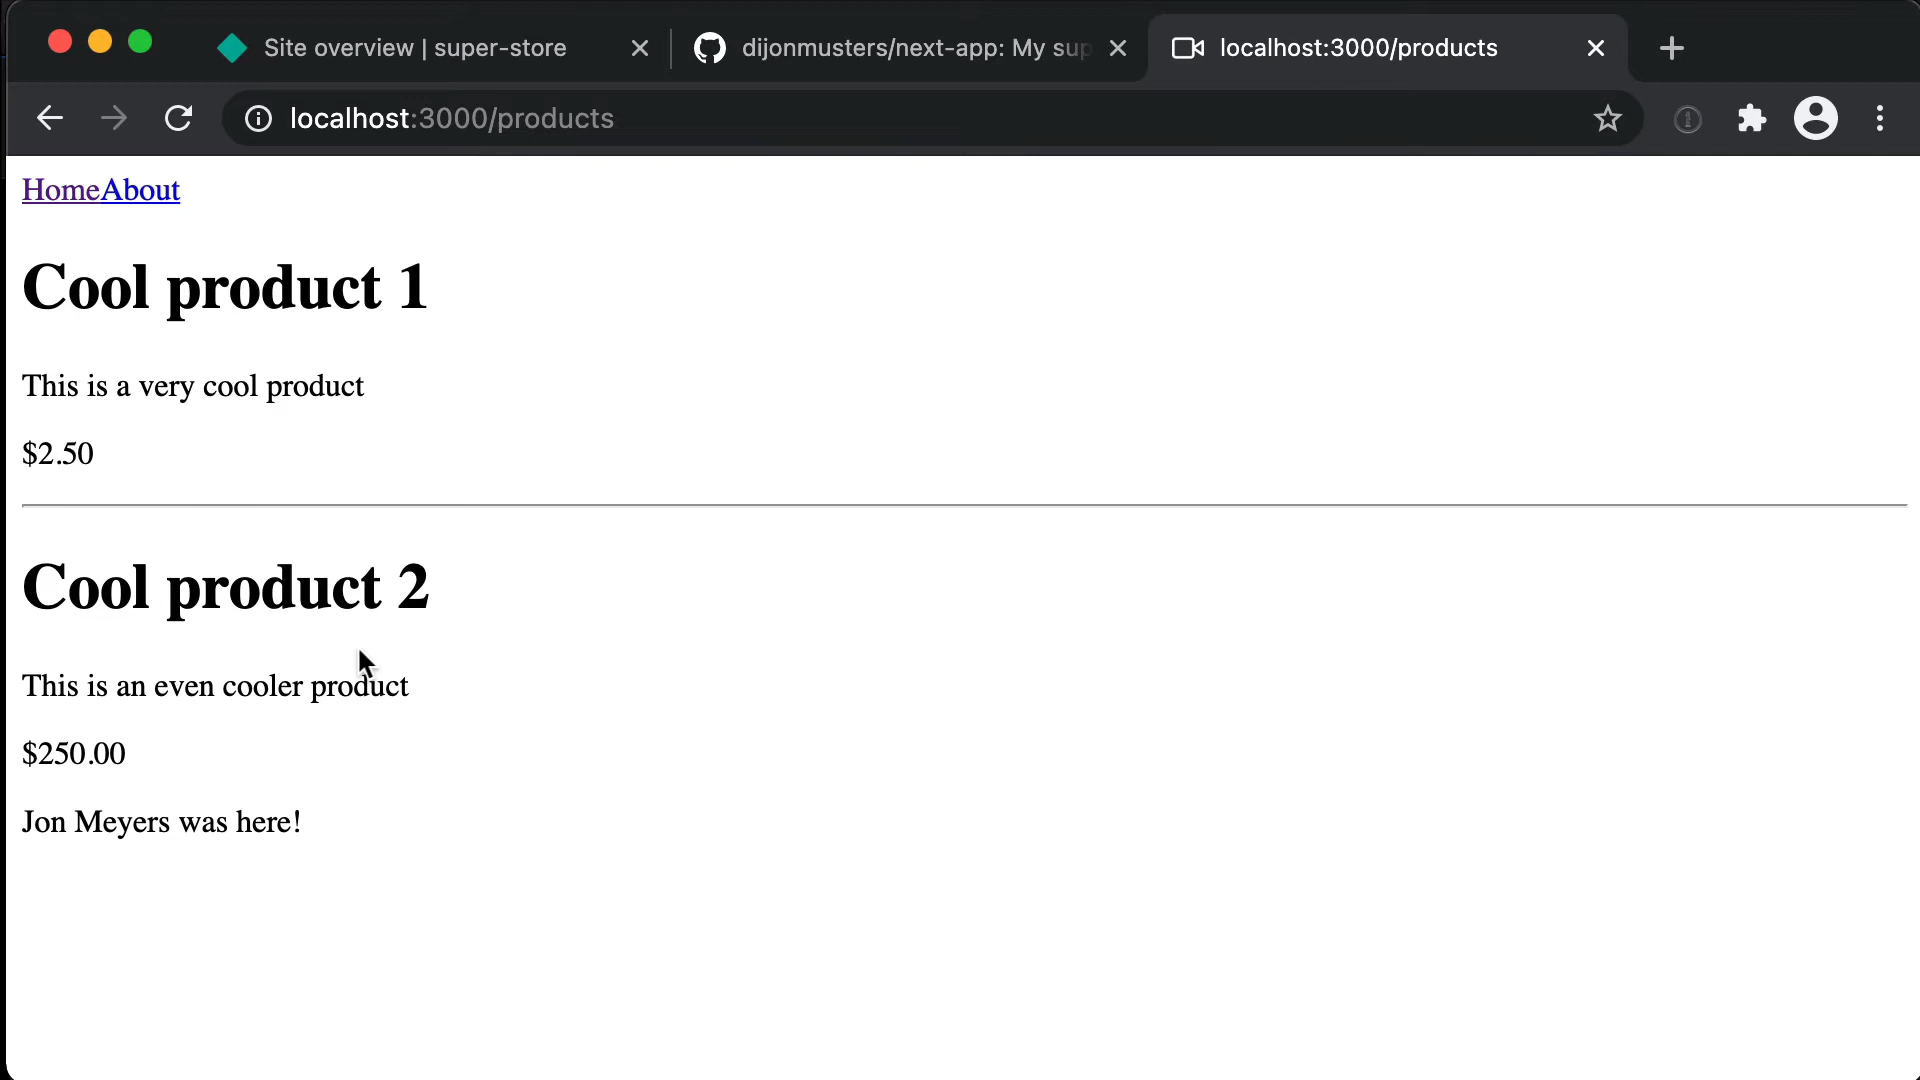 Site overview | super-store
dijonmusters/next-app: My sup
localhost:3000/products
localhost:3000/products
HomeAbout
Cool product 1
This is a very cool product
$2.50
Cool product 2
This is an even cooler product
$250.00
Jon Meyers was here!